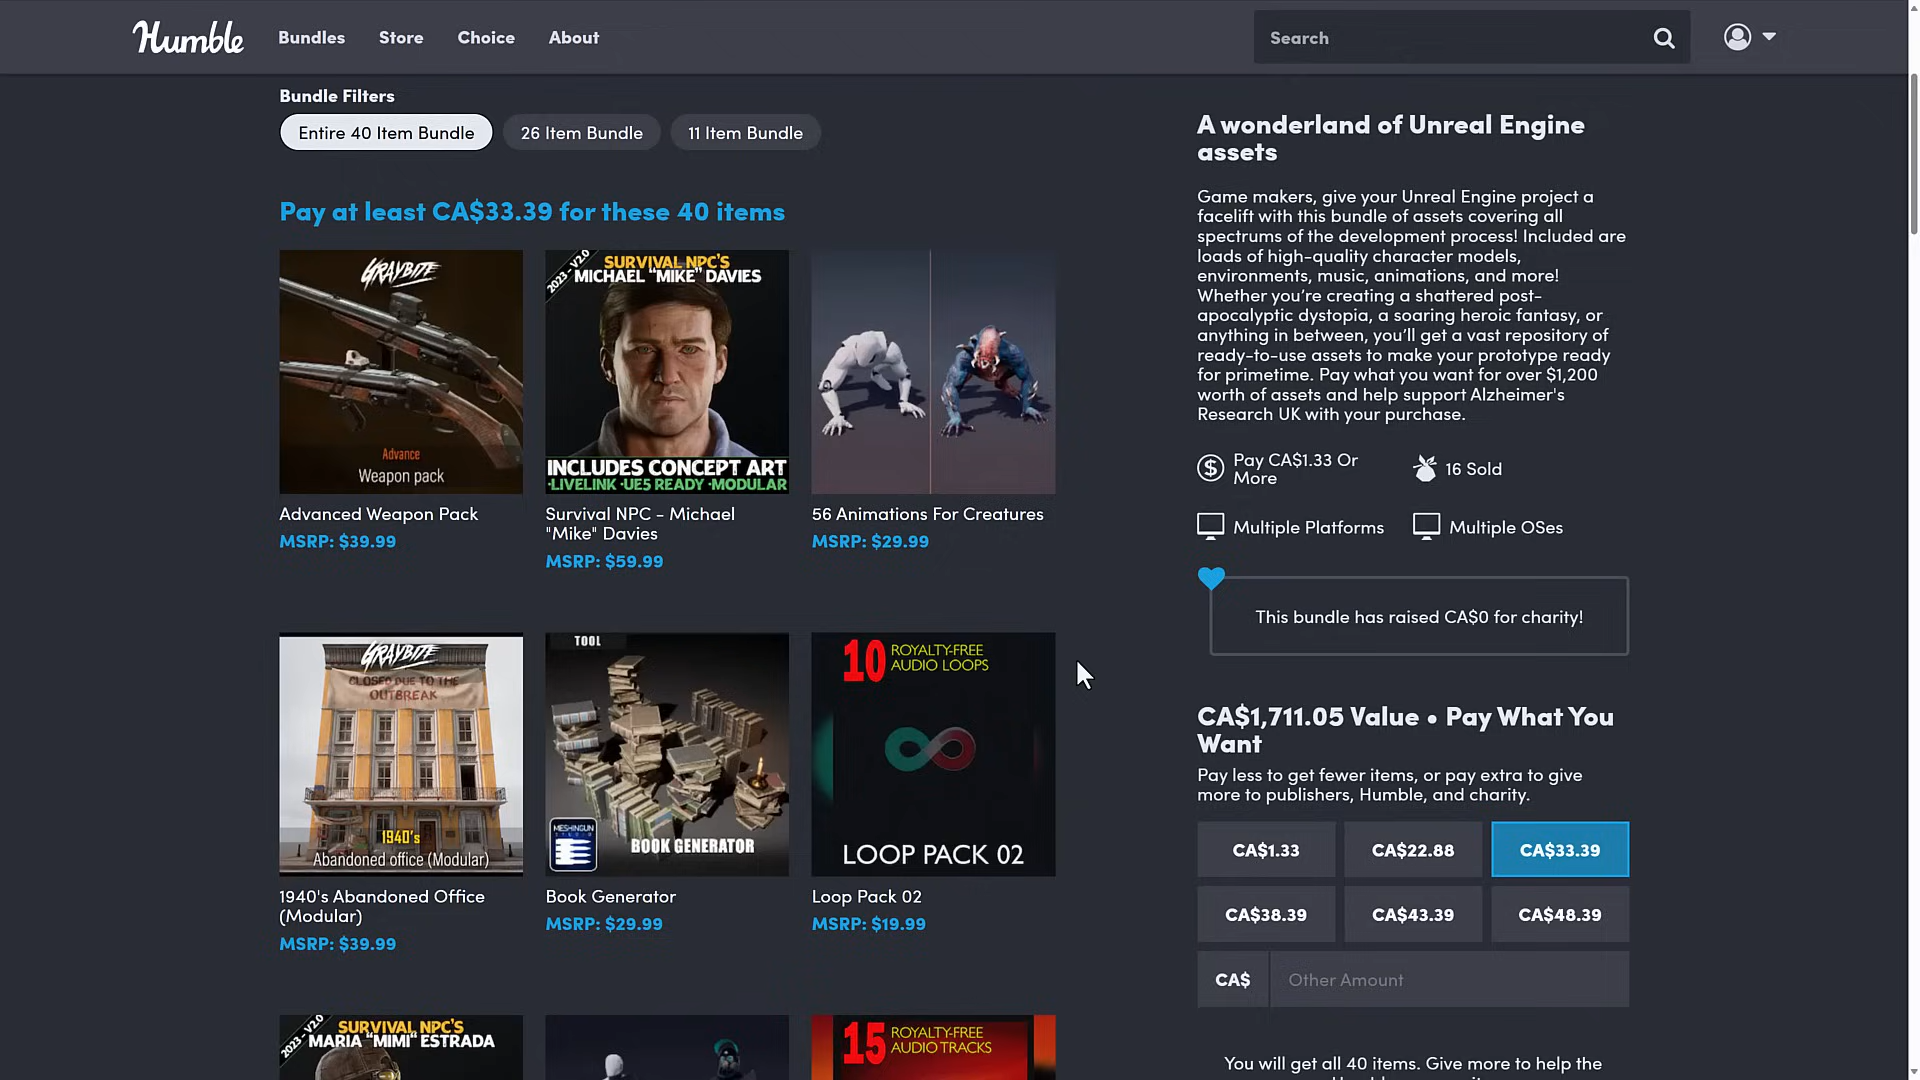 Humble
Bundles
Store
Choice
About
Search
Bundle Filters
Entire 40 Item Bundle
26 Item Bundle
11 Item Bundle
Pay at least CA$33.39 for these 40 items
GRAYBITE
Advance
Weapon pack
Advanced Weapon Pack
MSRP: $39.99
2023 - V2.0
SURVIVAL NPC'S
MICHAEL "MIKE" DAVIES
INCLUDES CONCEPT ART
·LIVELINK ·UE5 READY ·MODULAR
Survival NPC - Michael
"Mike" Davies
MSRP: $59.99
56 Animations For Creatures
MSRP: $29.99
GRAYBITE
CLOSED DUE TO THE
OUTBREAK
1940's
Abandoned office (Modular)
1940's Abandoned Office
(Modular)
MSRP: $39.99
TOOL
MESHINGUN
STUDIO
BOOK GENERATOR
Book Generator
MSRP: $29.99
10 ROYALTY-FREE
AUDIO LOOPS
LOOP PACK 02
Loop Pack 02
MSRP: $19.99
2023 - V2.0
SURVIVAL NPC'S
MARIA "MIMI" ESTRADA
15 ROYALTY-FREE
AUDIO TRACKS
A wonderland of Unreal Engine
assets
Game makers, give your Unreal Engine project a
facelift with this bundle of assets covering all
spectrums of the development process! Included are
loads of high-quality character models,
environments, music, animations, and more!
Whether you're creating a shattered post-
apocalyptic dystopia, a soaring heroic fantasy, or
anything in between, you'll get a vast repository of
ready-to-use assets to make your prototype ready
for primetime. Pay what you want for over $1,200
worth of assets and help support Alzheimer's
Research UK with your purchase.
Pay CA$1.33 Or
More
16 Sold
Multiple Platforms
Multiple OSes
This bundle has raised CA$0 for charity!
CA$1,711.05 Value • Pay What You
Want
Pay less to get fewer items, or pay extra to give
more to publishers, Humble, and charity.
CA$1.33
CA$22.88
CA$33.39
CA$38.39
CA$43.39
CA$48.39
CA$
Other Amount
You will get all 40 items. Give more to help the